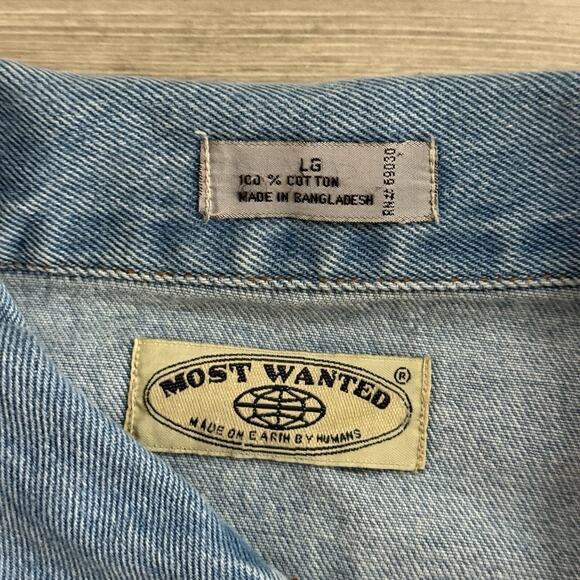 LG
100 % COTTON
MADE IN BANGLADESH
RN# 69030
MOST WANTED ®
MADE ON EARTH BY HUMANS